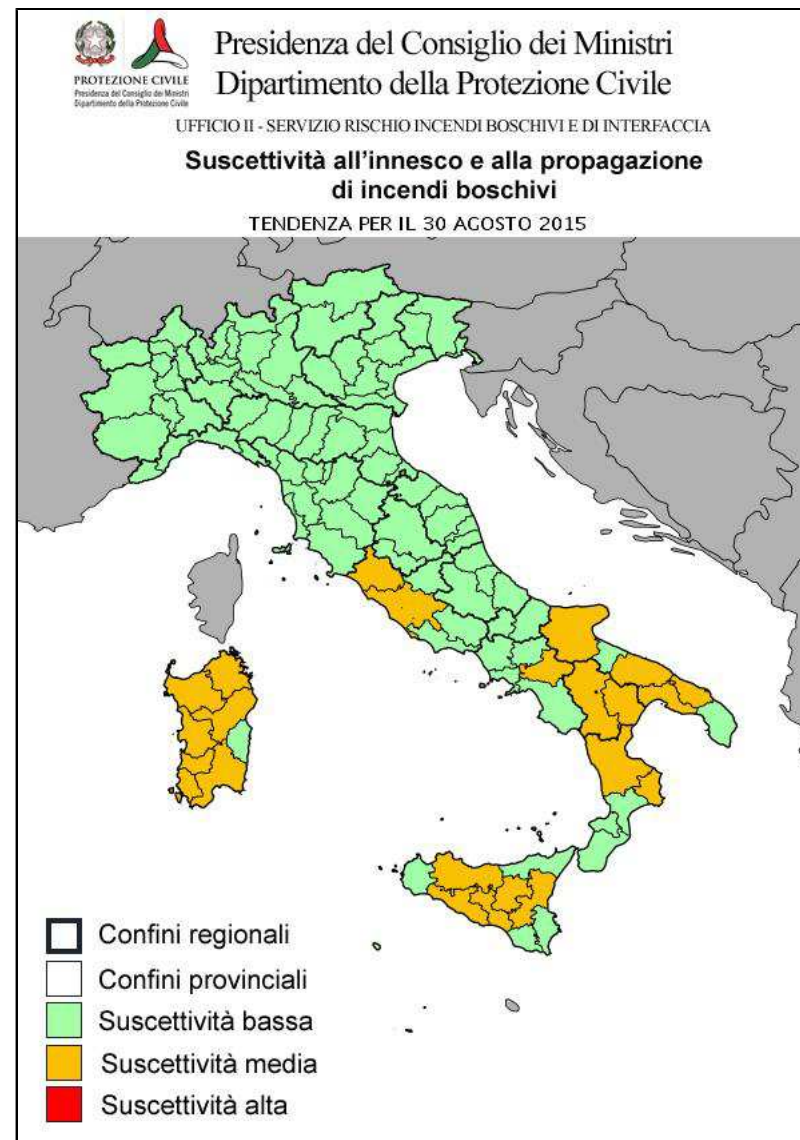 PROTEZIONE CIVILE
Presidenza del Consiglio dei Ministri
Dipartimento della Protezione Civile
Presidenza del Consiglio dei Ministri
Dipartimento della Protezione Civile
UFFICIO II - SERVIZIO RISCHIO INCENDI BOSCHIVI E DI INTERFACCIA
Suscettività all'innesco e alla propagazione
di incendi boschivi
TENDENZA PER IL 30 AGOSTO 2015
Confini regionali
Confini provinciali
Suscettività bassa
Suscettività media
Suscettività alta